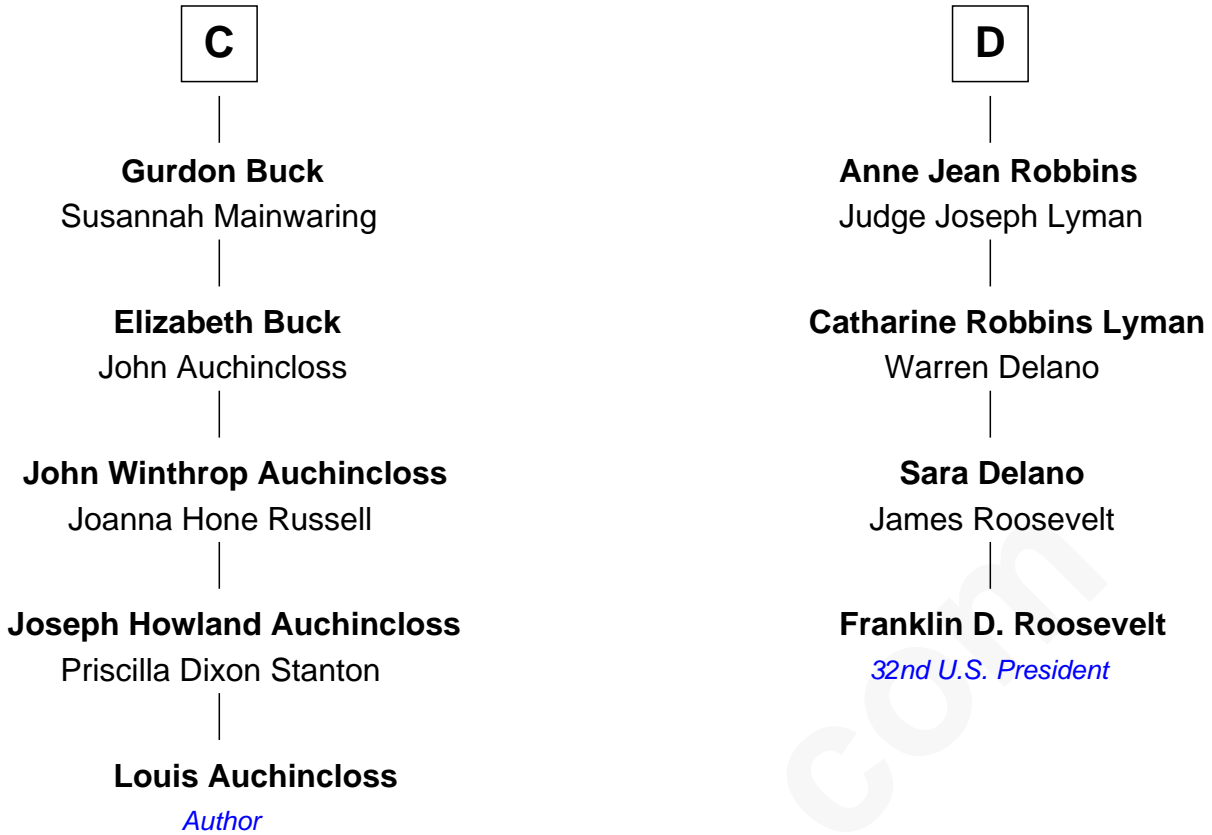 C
Gurdon Buck
Susannah Mainwaring
Elizabeth Buck
John Auchincloss
John Winthrop Auchincloss
Joanna Hone Russell
Joseph Howland Auchincloss
Priscilla Dixon Stanton
Louis Auchincloss
Author
D
Anne Jean Robbins
Judge Joseph Lyman
Catharine Robbins Lyman
Warren Delano
Sara Delano
James Roosevelt
Franklin D. Roosevelt
32nd U.S. President
com